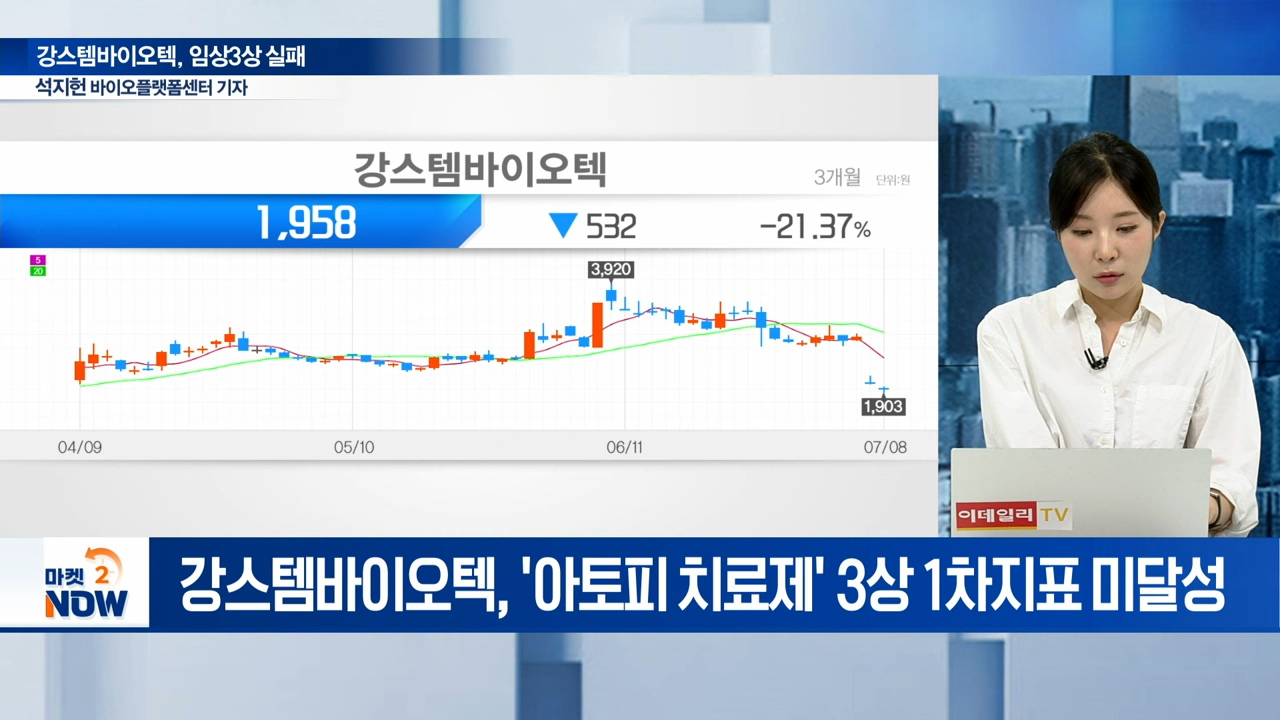 강스템바이오텍, 임상3상 실패
석지헌 바이오플랫폼센터 기자
강스템바이오텍
3개월 단위:원
1,958 ▼ 532 -21.37%
5
20
3,920
1,903
04/09 05/10 06/11 07/08
이데일리 TV
마켓 2
NOW
강스템바이오텍, '아토피 치료제' 3상 1차지표 미달성